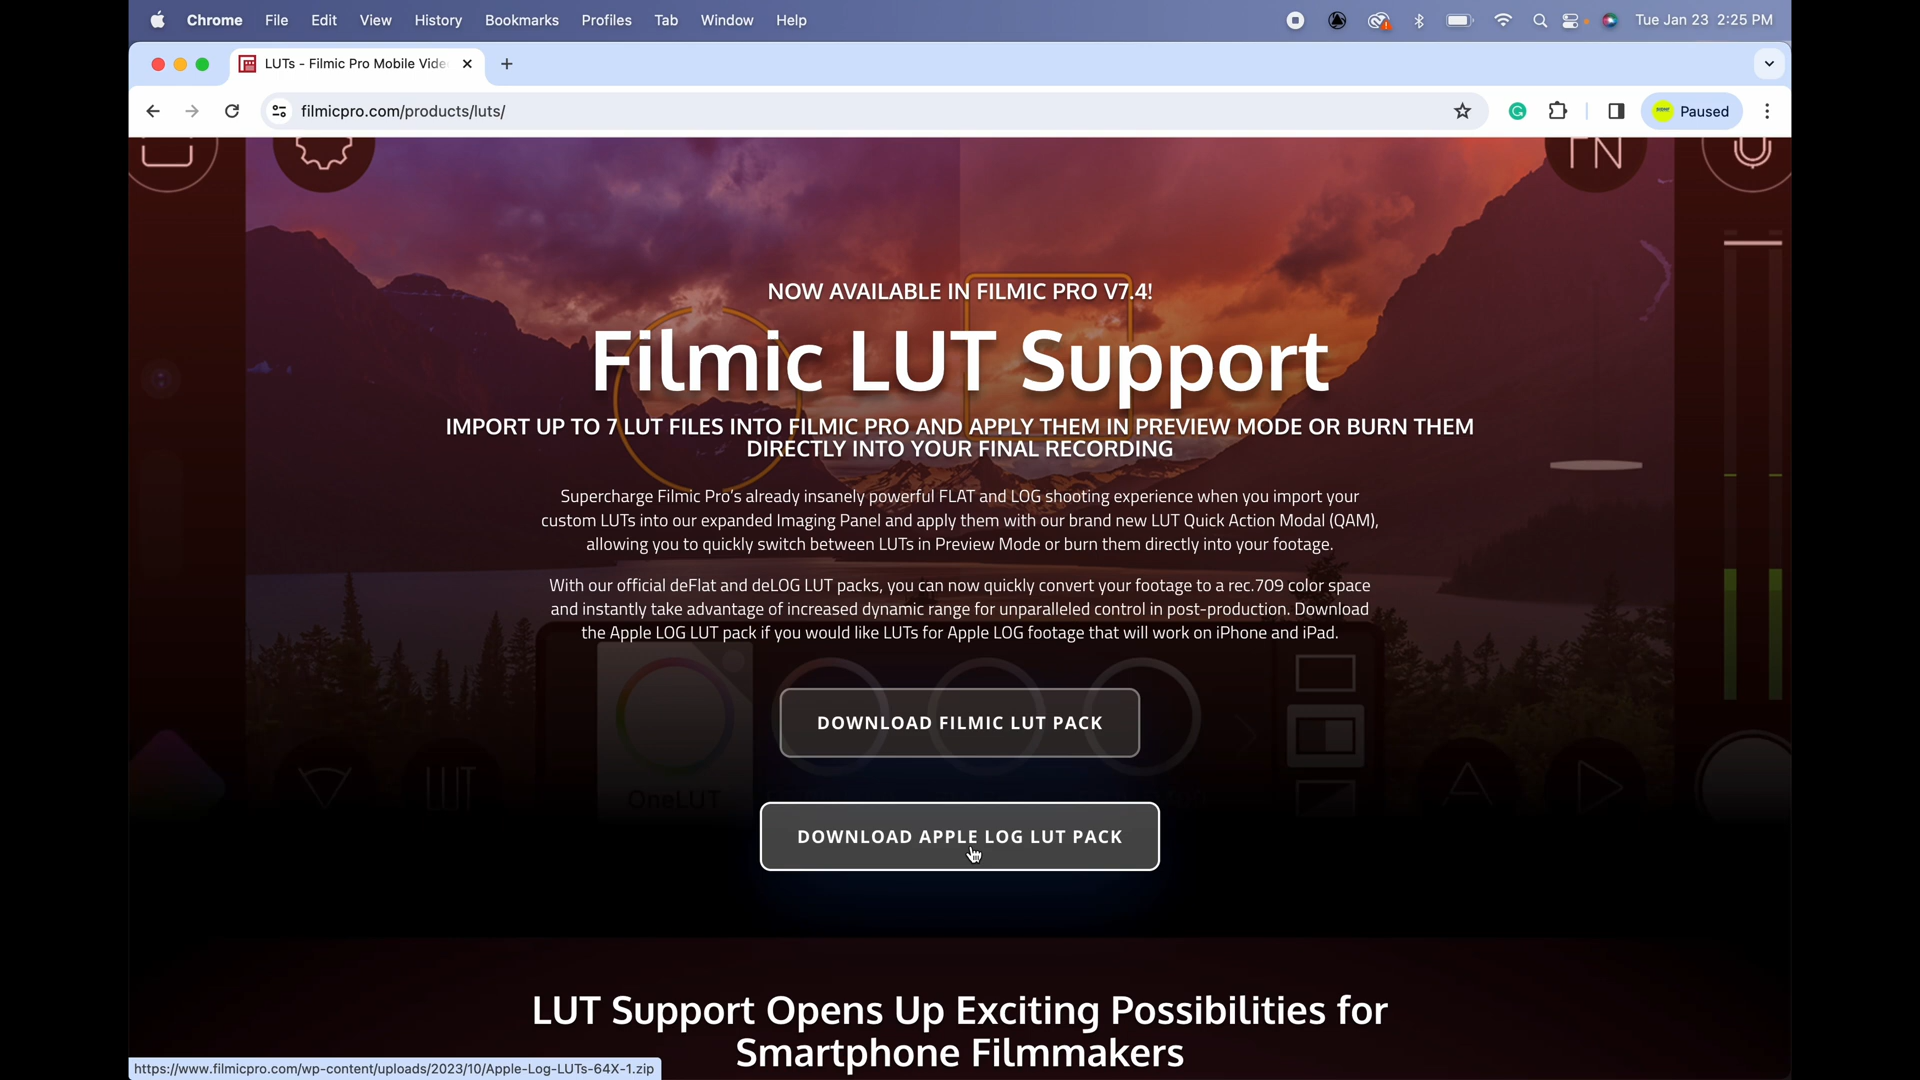 Chrome File Edit View History Bookmarks Profiles Tab Window Help Tue Jan 23 2:25 PM
LUTs - Filmic Pro Mobile Vide
filmicpro.com/products/luts/ Paused
FN
NOW AVAILABLE IN FILMIC PRO V7.4!
Filmic LUT Support
IMPORT UP TO 7 LUT FILES INTO FILMIC PRO AND APPLY THEM IN PREVIEW MODE OR BURN THEM
DIRECTLY INTO YOUR FINAL RECORDING
Supercharge Filmic Pro's already insanely powerful FLAT and LOG shooting experience when you import your
custom LUTs into our expanded Imaging Panel and apply them with our brand new LUT Quick Action Modal (QAM),
allowing you to quickly switch between LUTs in Preview Mode or burn them directly into your footage.
With our official deFlat and deLOG LUT packs, you can now quickly convert your footage to a rec.709 color space
and instantly take advantage of increased dynamic range for unparalleled control in post-production. Download
the Apple LOG LUT pack if you would like LUTs for Apple LOG footage that will work on iPhone and iPad.
DOWNLOAD FILMIC LUT PACK
OneLUT
DOWNLOAD APPLE LOG LUT PACK
LUT Support Opens Up Exciting Possibilities for
Smartphone Filmmakers
https://www.filmicpro.com/wp-content/uploads/2023/10/Apple-Log-LUTs-64X-1.zip